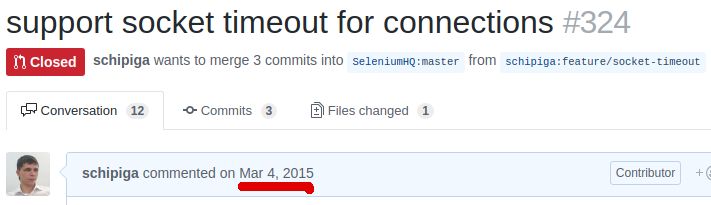 support socket timeout for connections #324
Closed schipiga wants to merge 3 commits into SeleniumHQ:master from schipiga:feature/socket-timeout
Conversation 12 Commits 3 Files changed 1
schipiga commented on Mar 4, 2015 Contributor +